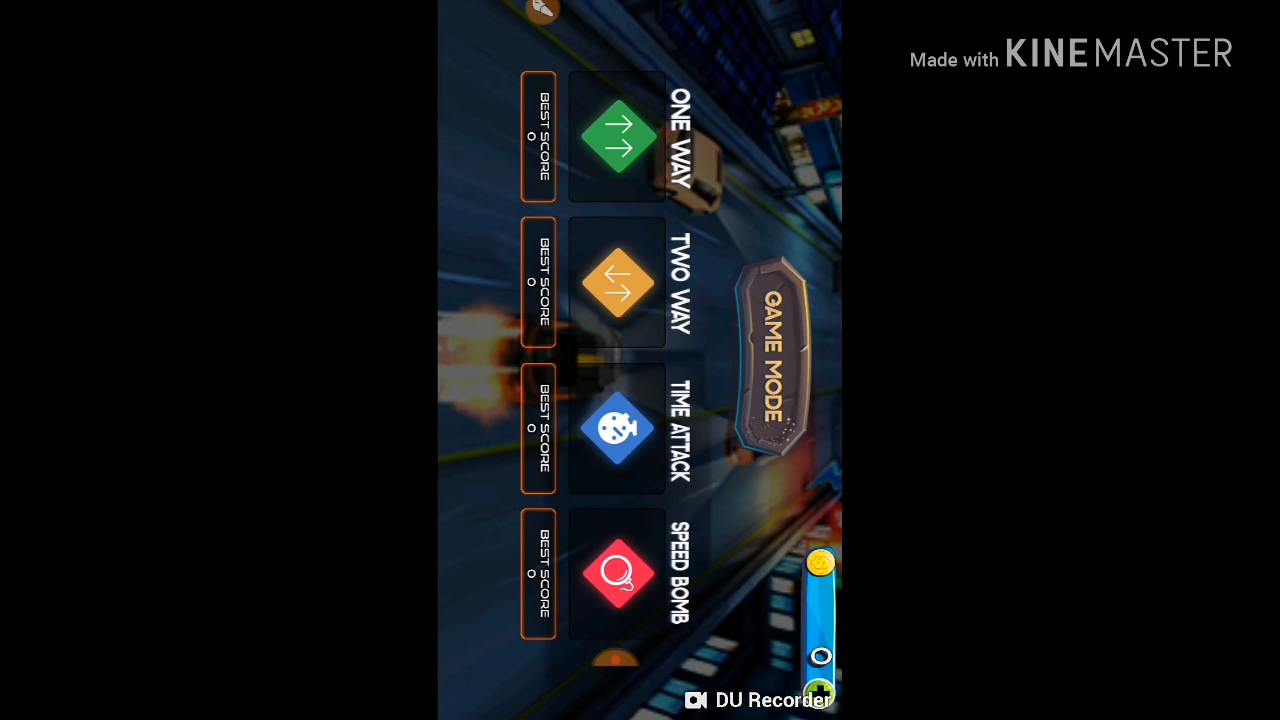 Made with KINEMASTER
GAME MODE
0
ONE WAY
BEST SCORE
0
TWO WAY
BEST SCORE
0
TIME ATTACK
BEST SCORE
0
SPEED BOMB
BEST SCORE
0
DU Recorder